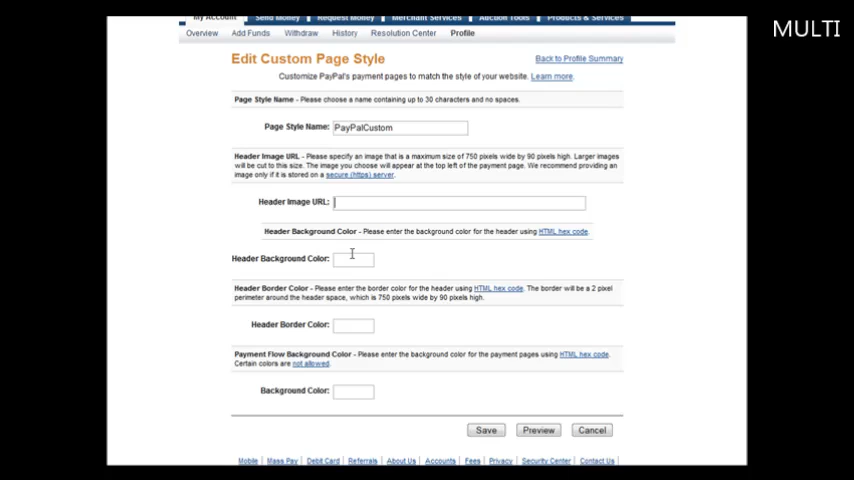 MULTI
My Account Send Money Request Money Merchant Services Auction Tools Products & Services
Overview Add Funds Withdraw History Resolution Center Profile
Edit Custom Page Style Back to Profile Summary
Customize PayPal's payment pages to match the style of your website. Learn more.
Page Style Name - Please choose a name containing up to 30 characters and no spaces.
Page Style Name: PayPalCustom
Header Image URL - Please specify an image that is a maximum size of 750 pixels wide by 90 pixels high. Larger images
will be cut to this size. The image you choose will appear at the top left of the payment page. We recommend providing an
image only if it is stored on a secure (https) server.
Header Image URL:
Header Background Color - Please enter the background color for the header using HTML hex code.
Header Background Color:
Header Border Color - Please enter the border color for the header using HTML hex code. The border will be a 2 pixel
perimeter around the header space, which is 750 pixels wide by 90 pixels high.
Header Border Color:
Payment Flow Background Color - Please enter the background color for the payment pages using HTML hex code.
Certain colors are not allowed.
Background Color:
Save Preview Cancel
Mobile | Mass Pay | Debit Card | Referrals | About Us | Accounts | Fees | Privacy | Security Center | Contact Us |